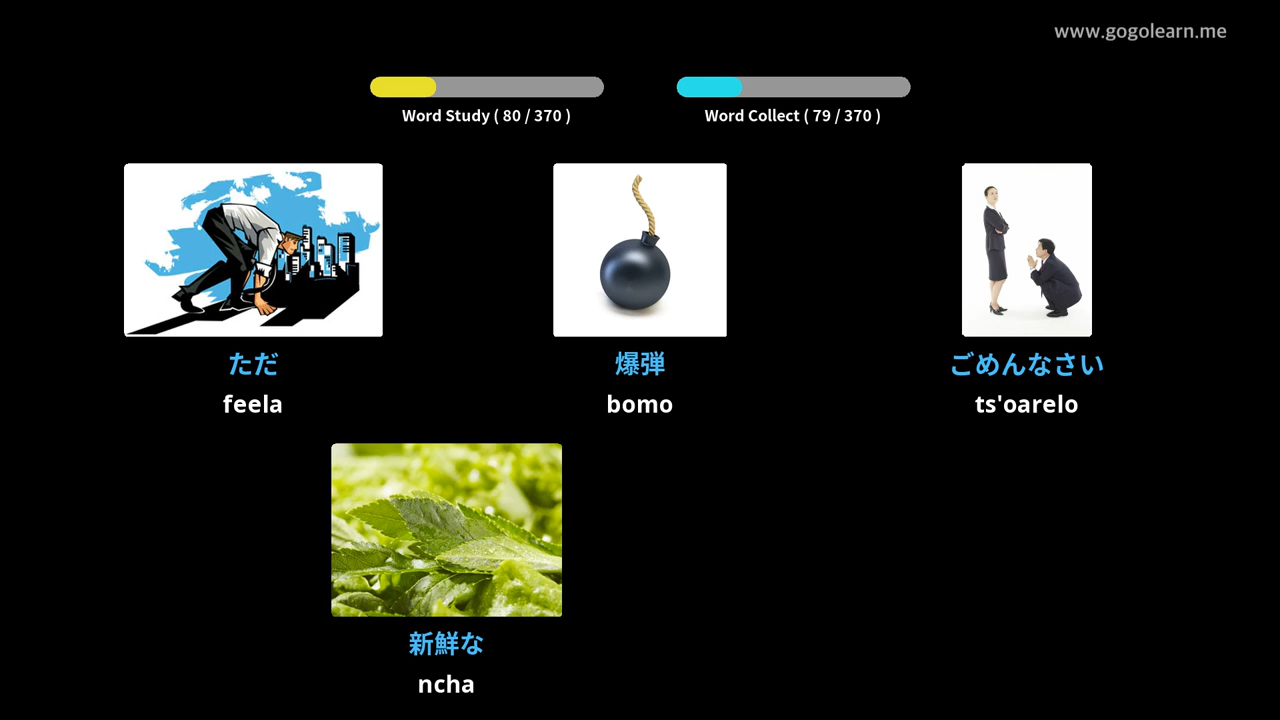 www.gogolearn.me
Word Study ( 80 / 370 )
Word Collect ( 79 / 370 )
ただ
feela
爆弾
bomo
ごめんなさい
ts'oarelo
新鮮な
ncha